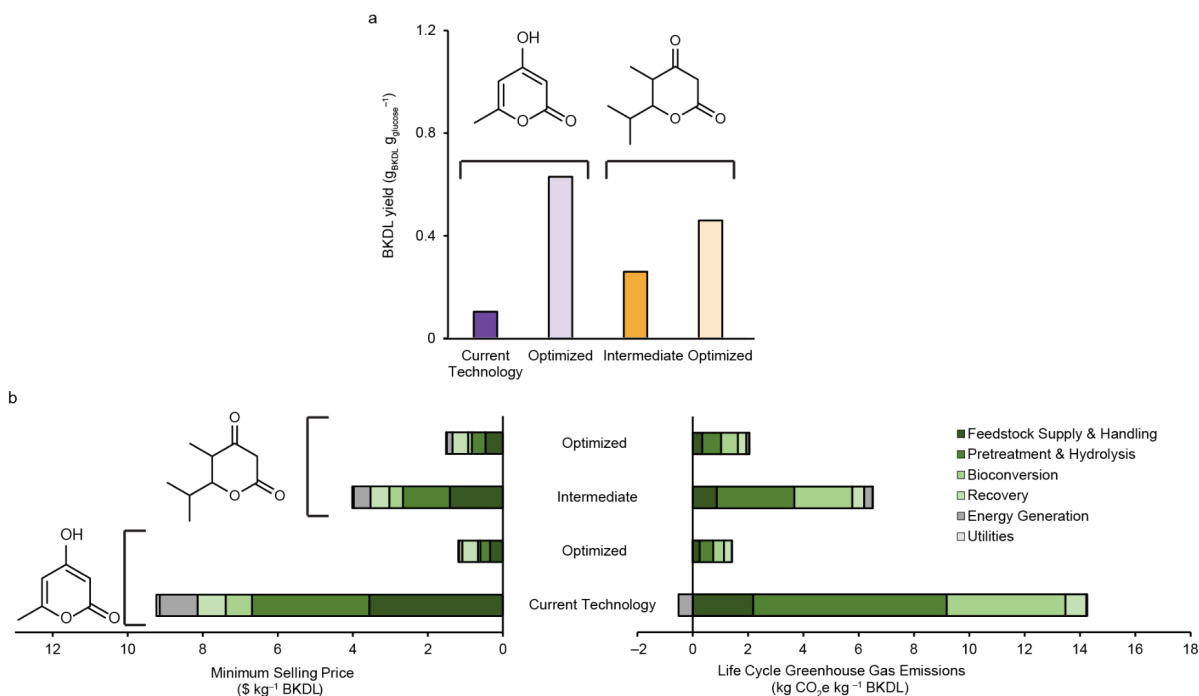 a
1.2
0.8
0.4
0
BKDL yield (g_BKDL g_glucose⁻¹)
OH
O
O
O
O
O
Current Technology
Optimized
Intermediate
Optimized
b
O
O
O
OH
O
O
Optimized
Intermediate
Optimized
Current Technology
Feedstock Supply & Handling
Pretreatment & Hydrolysis
Bioconversion
Recovery
Energy Generation
Utilities
12 10 8 6 4 2 0
Minimum Selling Price
($ kg⁻¹ BKDL)
−2 0 2 4 6 8 10 12 14 16 18
Life Cycle Greenhouse Gas Emissions
(kg CO₂e kg⁻¹ BKDL)